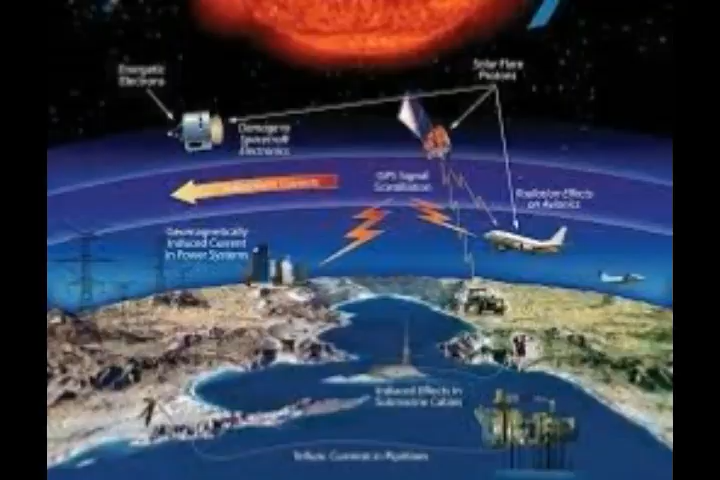 Energetic
Electrons
Solar Flare
Protons
Damage to
Spacecraft
Electronics
GPS Signal
Scintillation
Radiation Effects
on Avionics
Geomagnetically
Induced Current
in Power Systems
Induced Effects in
Submarine Cables
Telluric Currents in Pipelines